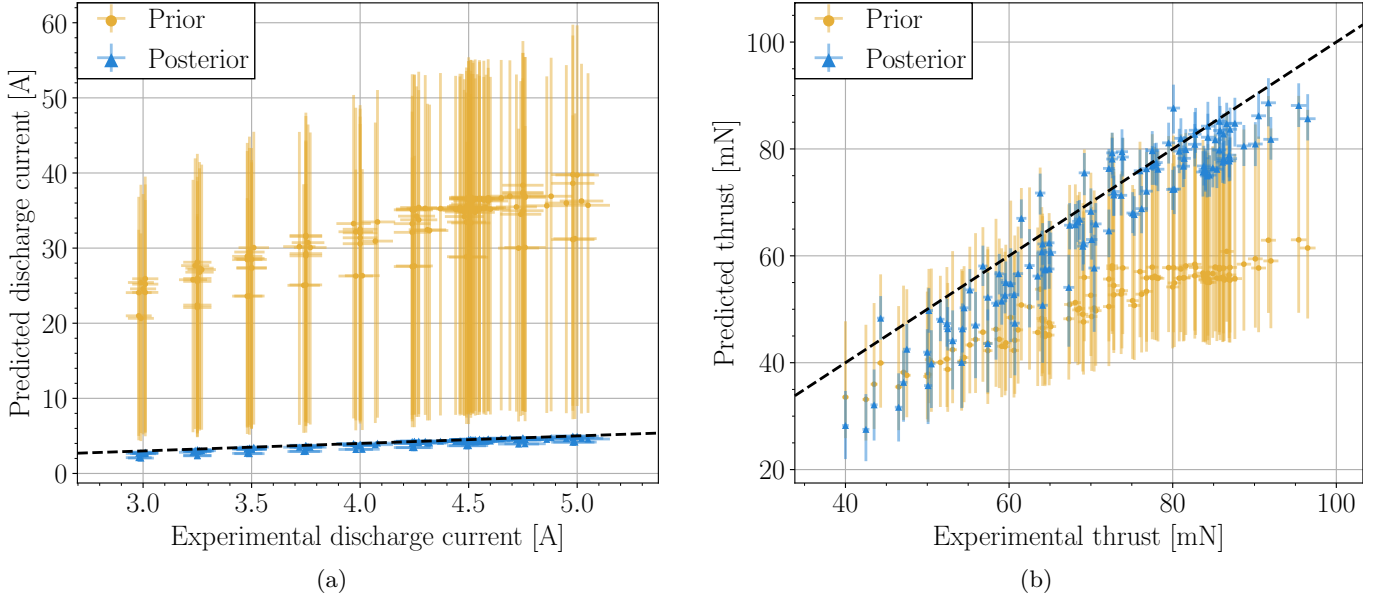 60
50
40
30
20
10
0
Predicted discharge current [A]
Prior
Posterior
3.0 3.5 4.0 4.5 5.0
Experimental discharge current [A]
(a)
100
80
60
40
20
Predicted thrust [mN]
Prior
Posterior
40 60 80 100
Experimental thrust [mN]
(b)